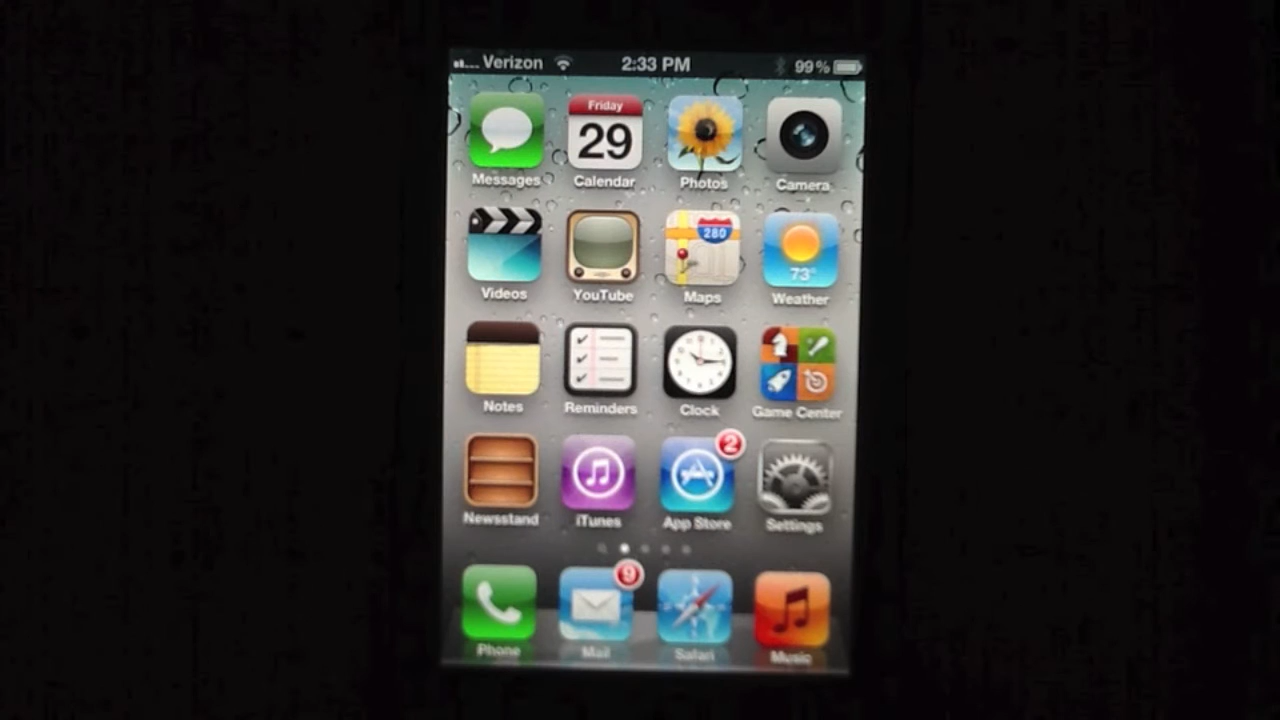 Verizon 2:33 PM 99%
Friday
29
Messages Calendar Photos Camera
280
73°
Videos YouTube Maps Weather
Notes Reminders Clock Game Center
2
Newsstand iTunes App Store Settings
9
Phone Mail Safari Music